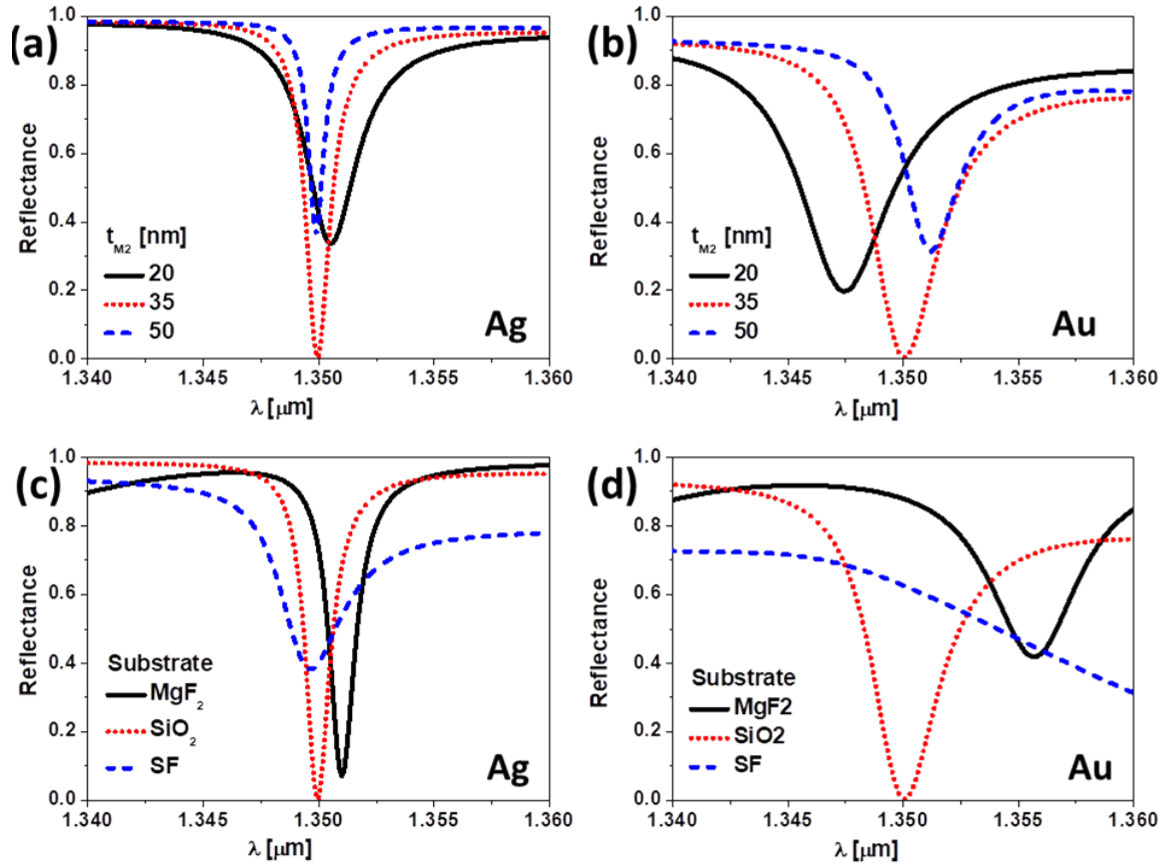 (a)
1.0
0.8
0.6
0.4
0.2
0.0
Reflectance
t_M2 [nm]
20
35
50
Ag
1.340 1.345 1.350 1.355 1.360
λ [μm]
(b)
1.0
0.8
0.6
0.4
0.2
0.0
Reflectance
t_M2 [nm]
20
35
50
Au
1.340 1.345 1.350 1.355 1.360
λ [μm]
(c)
1.0
0.8
0.6
0.4
0.2
0.0
Reflectance
Substrate
MgF₂
SiO₂
SF
Ag
1.340 1.345 1.350 1.355 1.360
λ [μm]
(d)
1.0
0.8
0.6
0.4
0.2
0.0
Reflectance
Substrate
MgF2
SiO2
SF
Au
1.340 1.345 1.350 1.355 1.360
λ [μm]